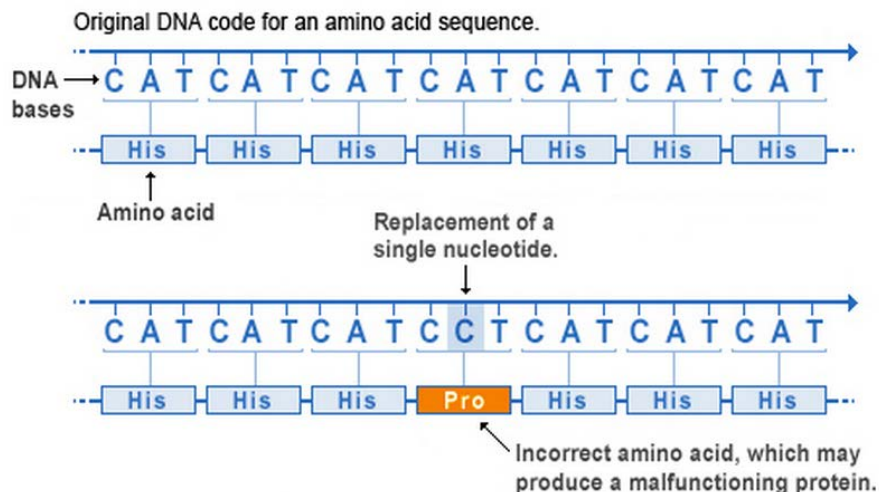 Original DNA code for an amino acid sequence.
DNA
bases
C A T C A T C A T C A T C A T C A T C A T
His His His His His His His
Amino acid
Replacement of a
single nucleotide.
C A T C A T C A T C C T C A T C A T C A T
His His His Pro His His His
Incorrect amino acid, which may
produce a malfunctioning protein.